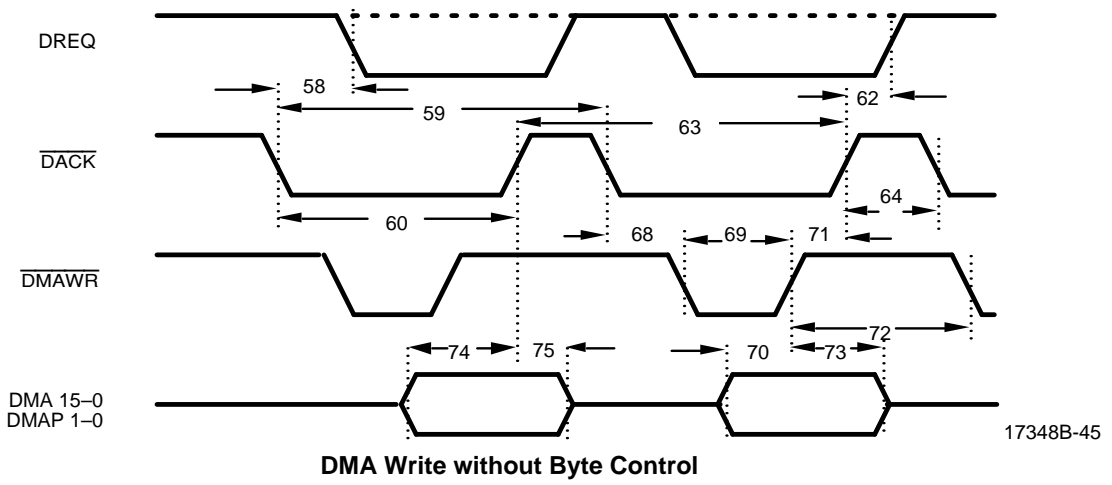 DREQ
58
59
62
63
DACK
60
64
68
69
71
DMAWR
72
74
75
70
73
DMA 15–0
DMAP 1–0
17348B-45
DMA Write without Byte Control